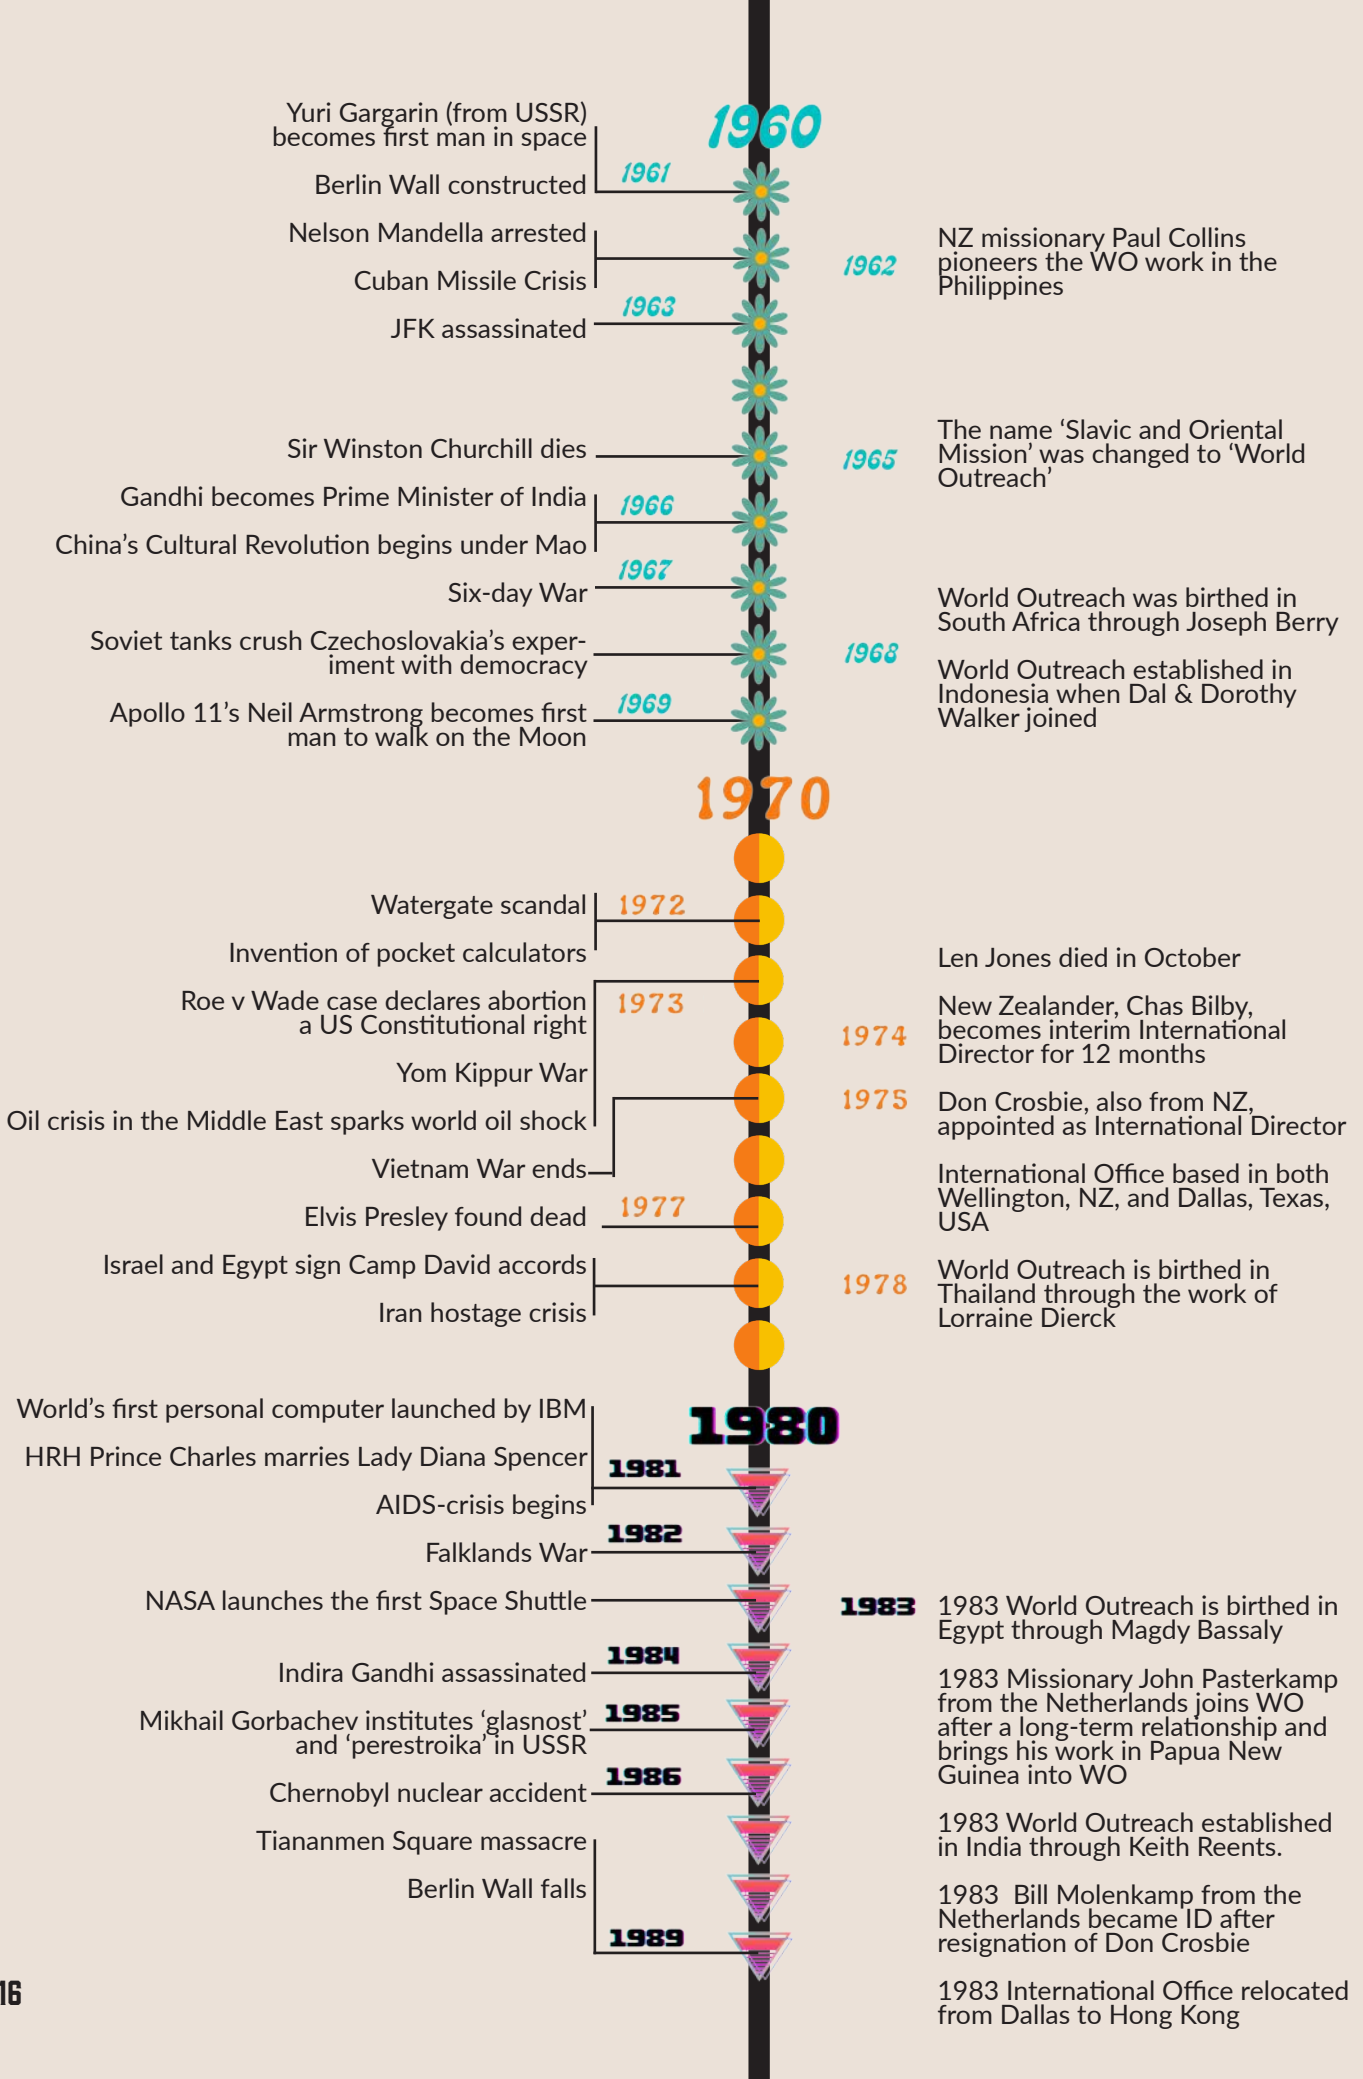 1960
Yuri Gargarin (from USSR)
becomes first man in space
1961
Berlin Wall constructed
Nelson Mandella arrested
Cuban Missile Crisis
1962
NZ missionary Paul Collins
pioneers the WO work in the
Philippines
1963
JFK assassinated
Sir Winston Churchill dies
1965
The name ‘Slavic and Oriental
Mission’ was changed to ‘World
Outreach’
Gandhi becomes Prime Minister of India
1966
China’s Cultural Revolution begins under Mao
1967
Six-day War
Soviet tanks crush Czechoslovakia’s exper-
iment with democracy
1968
World Outreach was birthed in
South Africa through Joseph Berry
World Outreach established in
Indonesia when Dal & Dorothy
Walker joined
1969
Apollo 11’s Neil Armstrong becomes first
man to walk on the Moon
1970
Watergate scandal
1972
Invention of pocket calculators
Roe v Wade case declares abortion
a US Constitutional right
1973
Yom Kippur War
Oil crisis in the Middle East sparks world oil shock
1974
Len Jones died in October
New Zealander, Chas Bilby,
becomes interim International
Director for 12 months
Vietnam War ends
1975
Don Crosbie, also from NZ,
appointed as International Director
International Office based in both
Wellington, NZ, and Dallas, Texas,
USA
1977
Elvis Presley found dead
Israel and Egypt sign Camp David accords
Iran hostage crisis
1978
World Outreach is birthed in
Thailand through the work of
Lorraine Dierck
1980
World’s first personal computer launched by IBM
HRH Prince Charles marries Lady Diana Spencer
1981
AIDS-crisis begins
1982
Falklands War
NASA launches the first Space Shuttle
1983
1983 World Outreach is birthed in
Egypt through Magdy Bassaly
1983 Missionary John Pasterkamp
from the Netherlands joins WO
after a long-term relationship and
brings his work in Papua New
Guinea into WO
1983 World Outreach established
in India through Keith Reents.
1983  Bill Molenkamp from the
Netherlands became ID after
resignation of Don Crosbie
1983 International Office relocated
from Dallas to Hong Kong
1984
Indira Gandhi assassinated
1985
Mikhail Gorbachev institutes ‘glasnost’
and ‘perestroika’ in USSR
1986
Chernobyl nuclear accident
Tiananmen Square massacre
Berlin Wall falls
1989
16